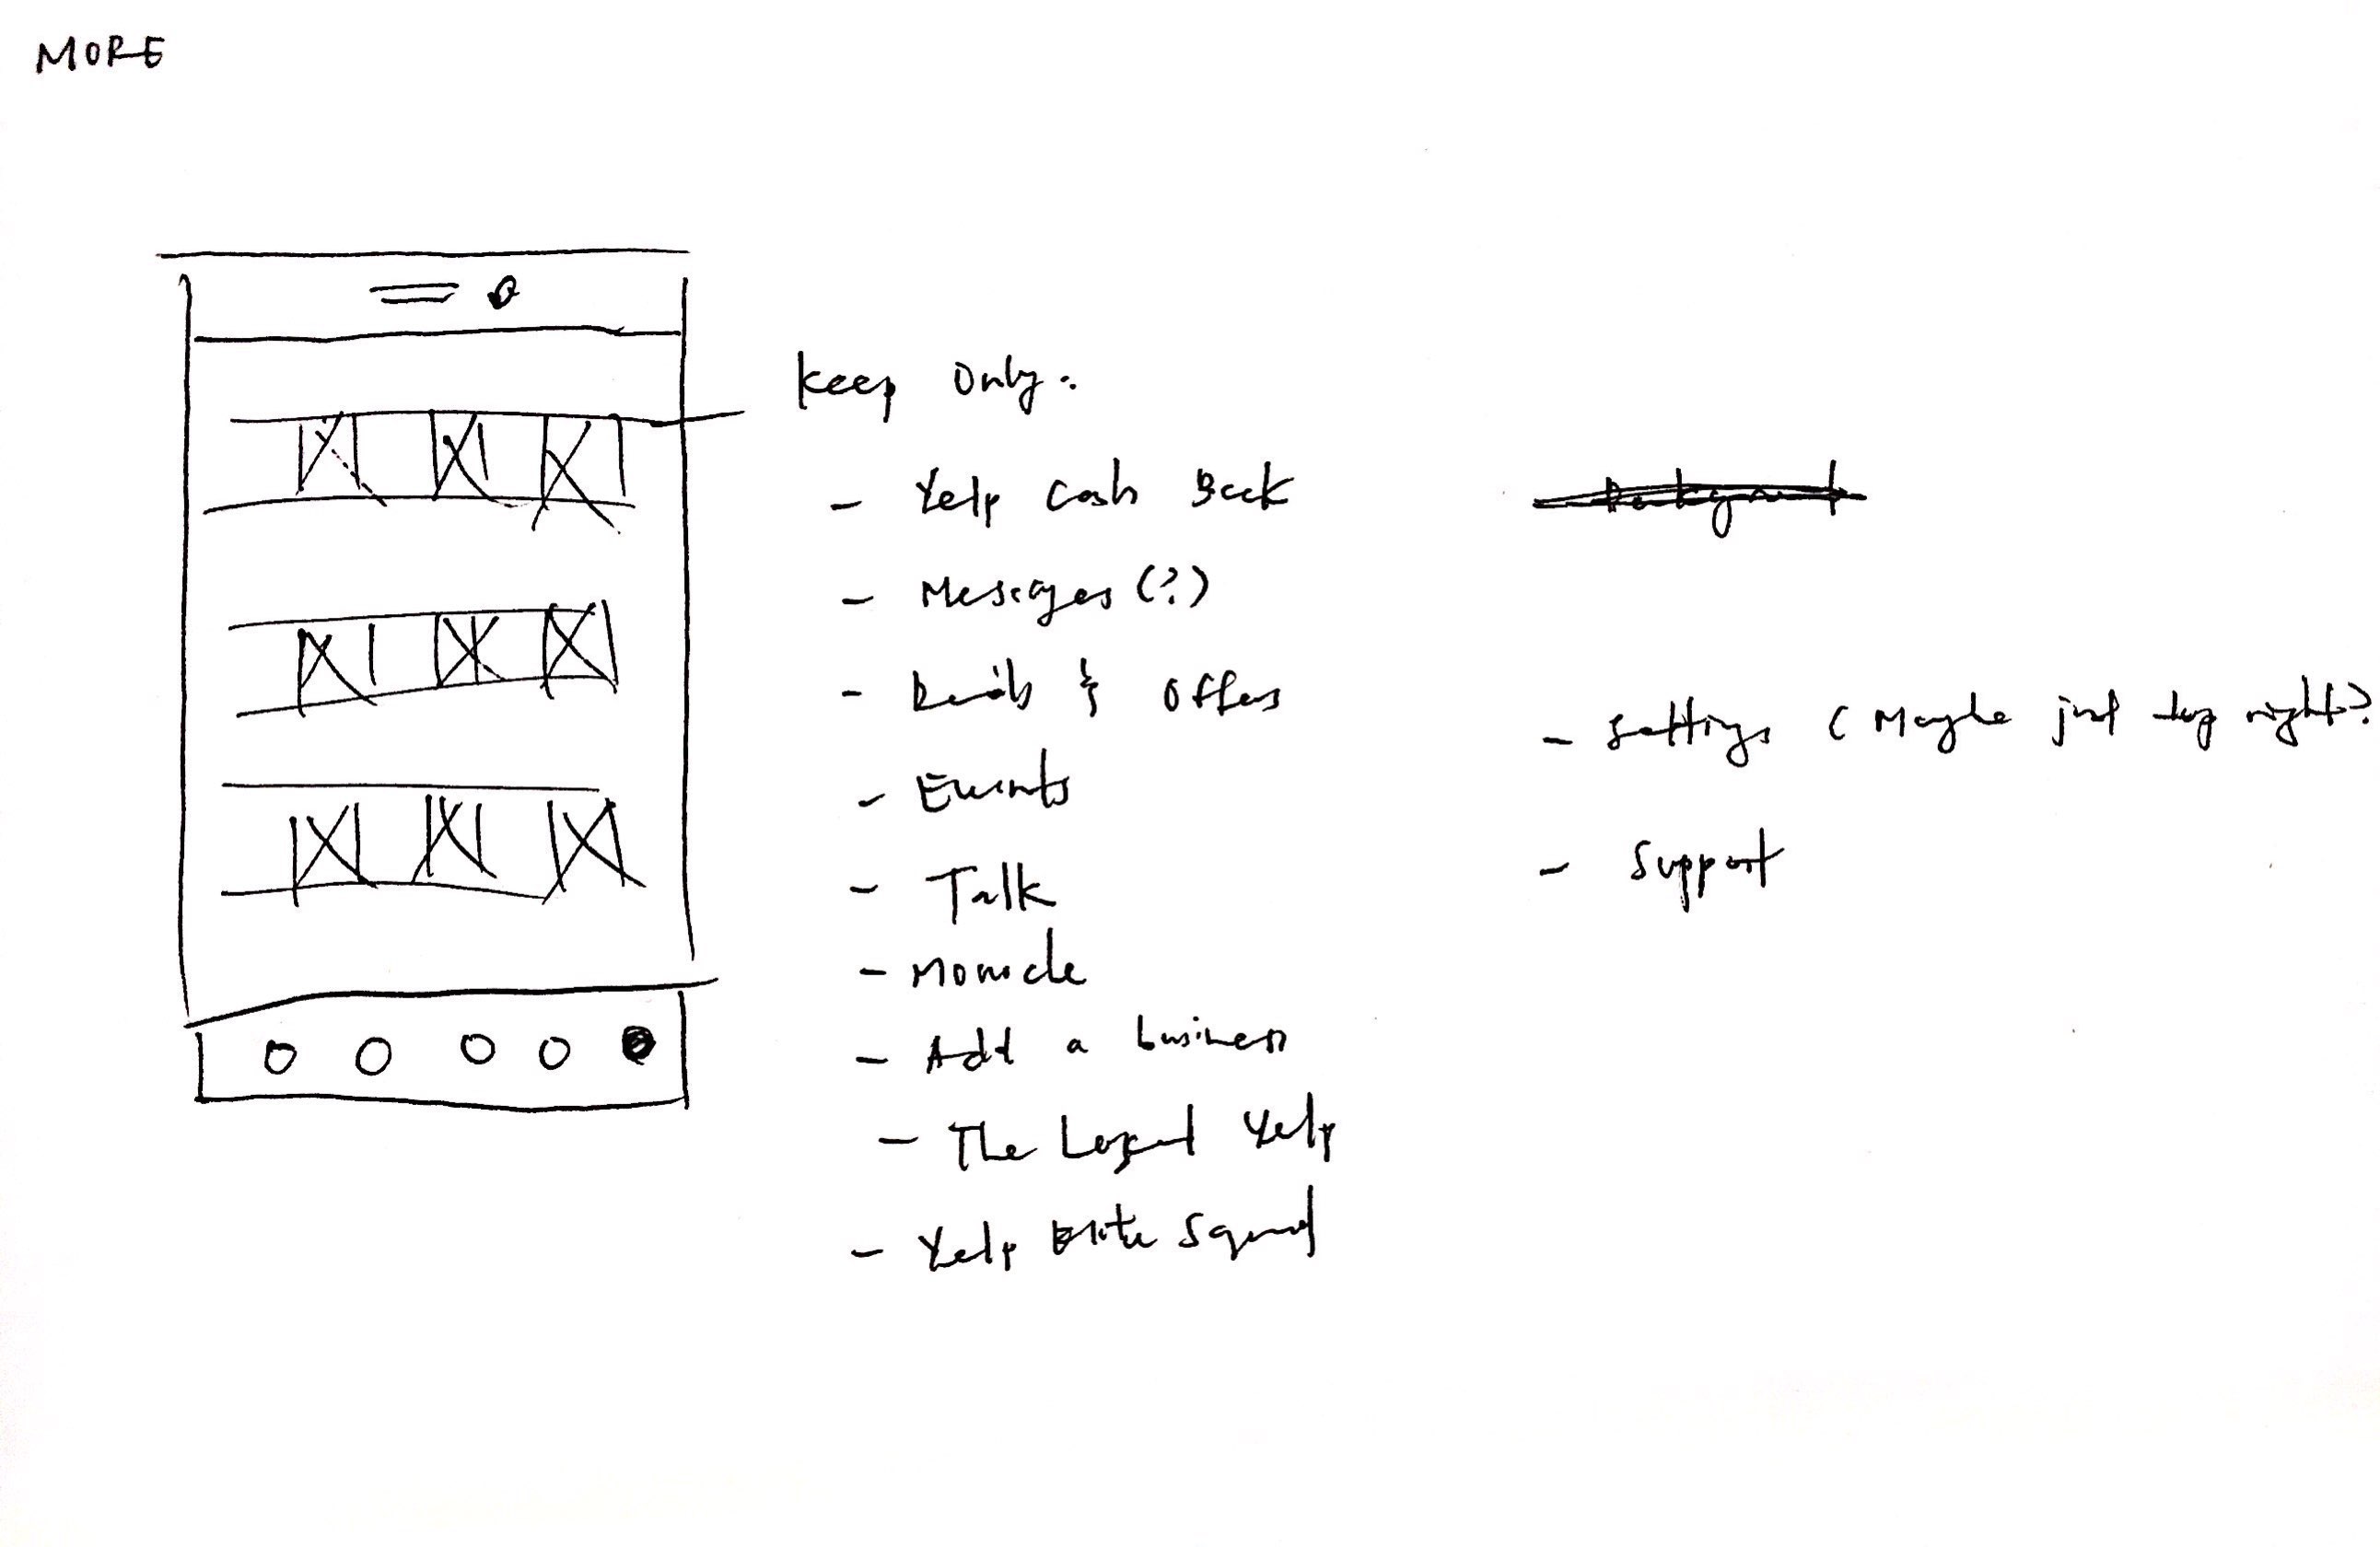 MORE
Keep Only:
- Yelp Cash Back
- Messages (?)
- Deals & Offers
- Events
- Talk
- Monocle
- Add a business
- The Local Yelp
- Yelp Elite Squad
- Settings (Maybe just top right?
- Support